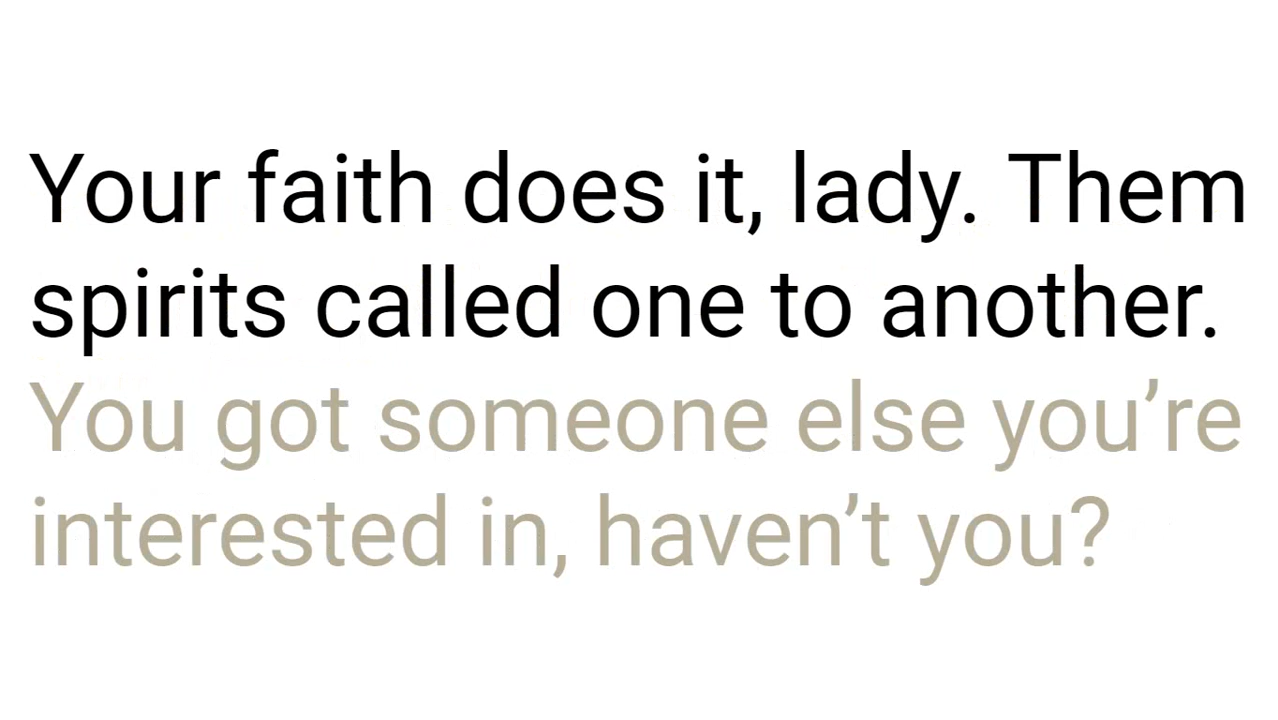 Your faith does it, lady. Them
spirits called one to another.
You got someone else you’re
interested in, haven’t you?